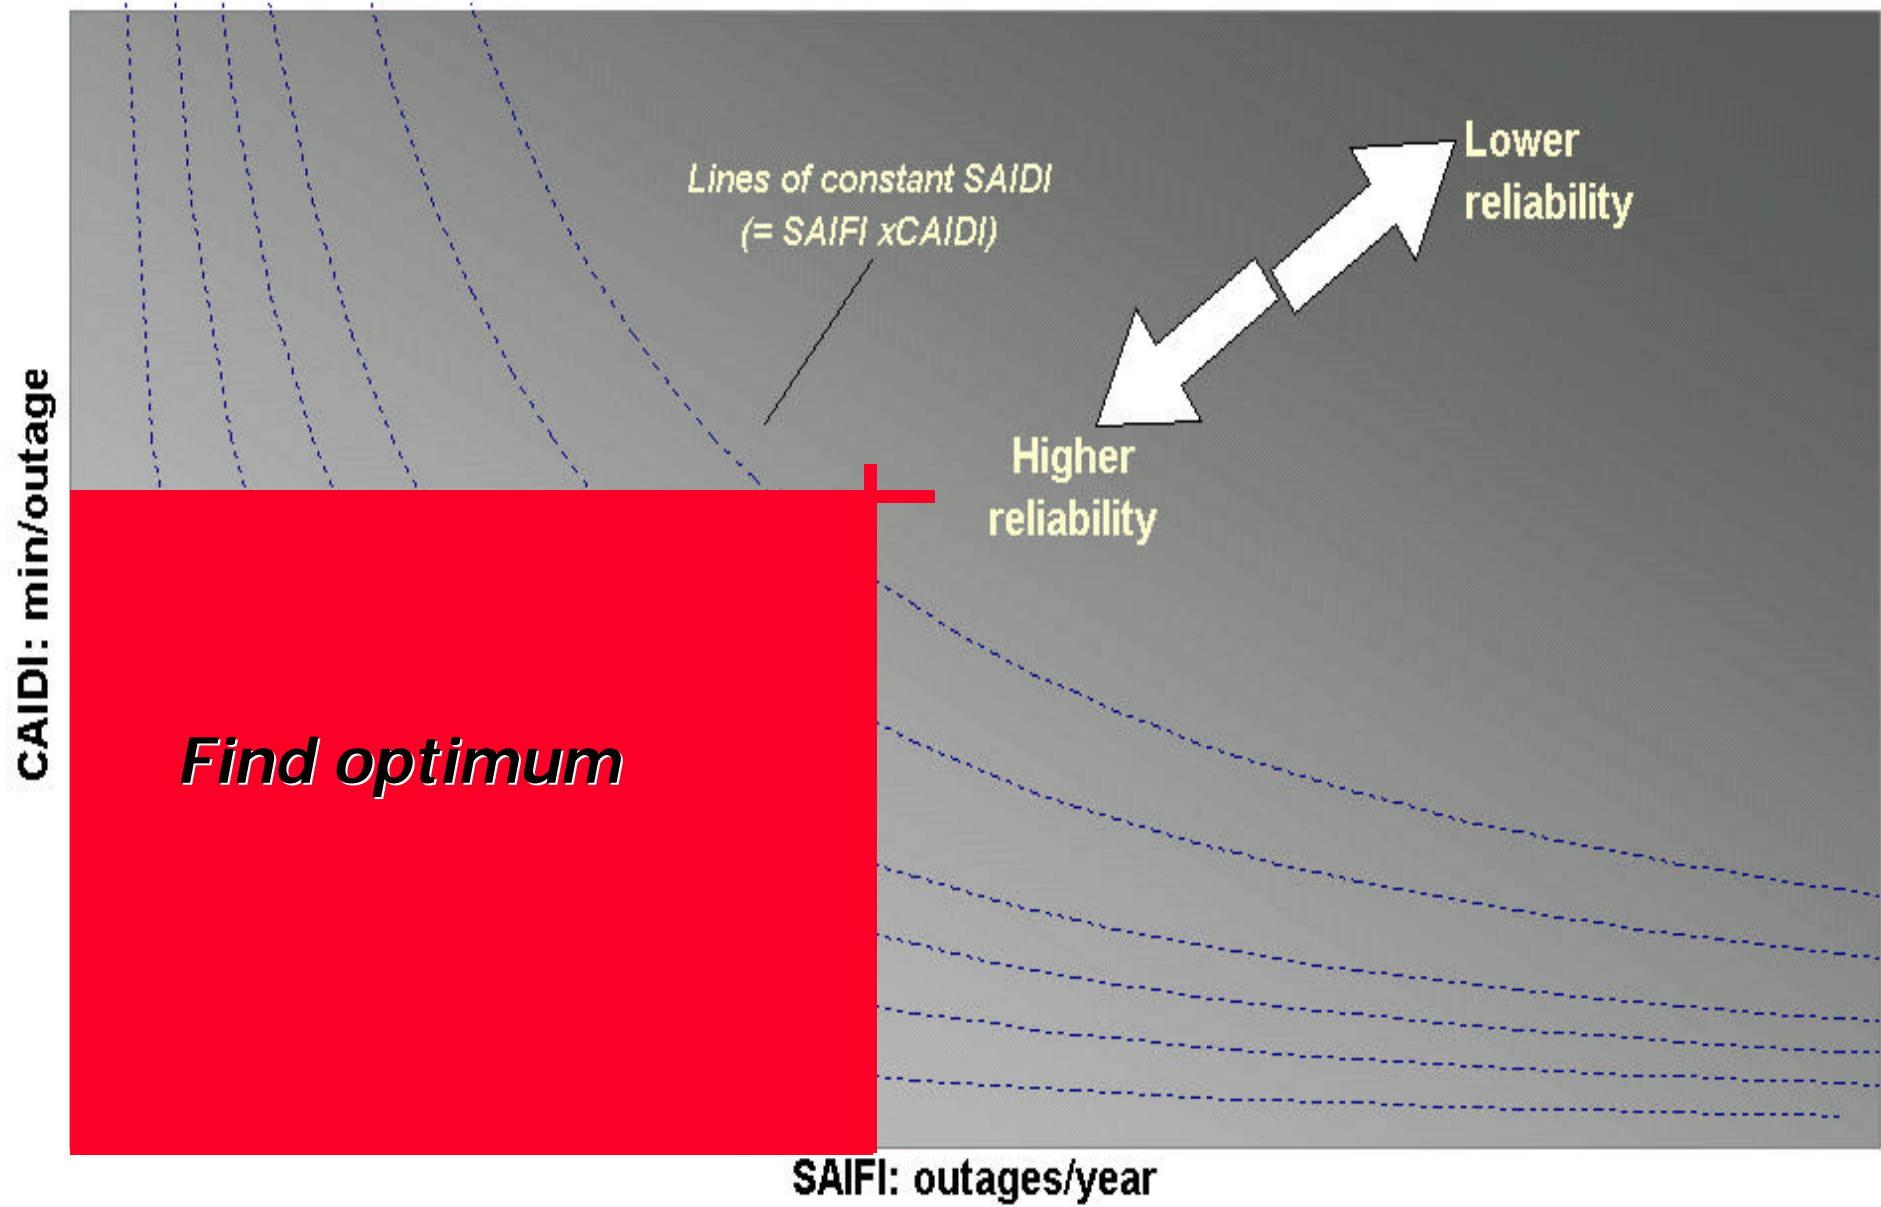 Lines of constant SAIDI
(= SAIFI xCAIDI)
Lower
reliability
Higher
reliability
CAIDI: min/outage
Find optimum
SAIFI: outages/year